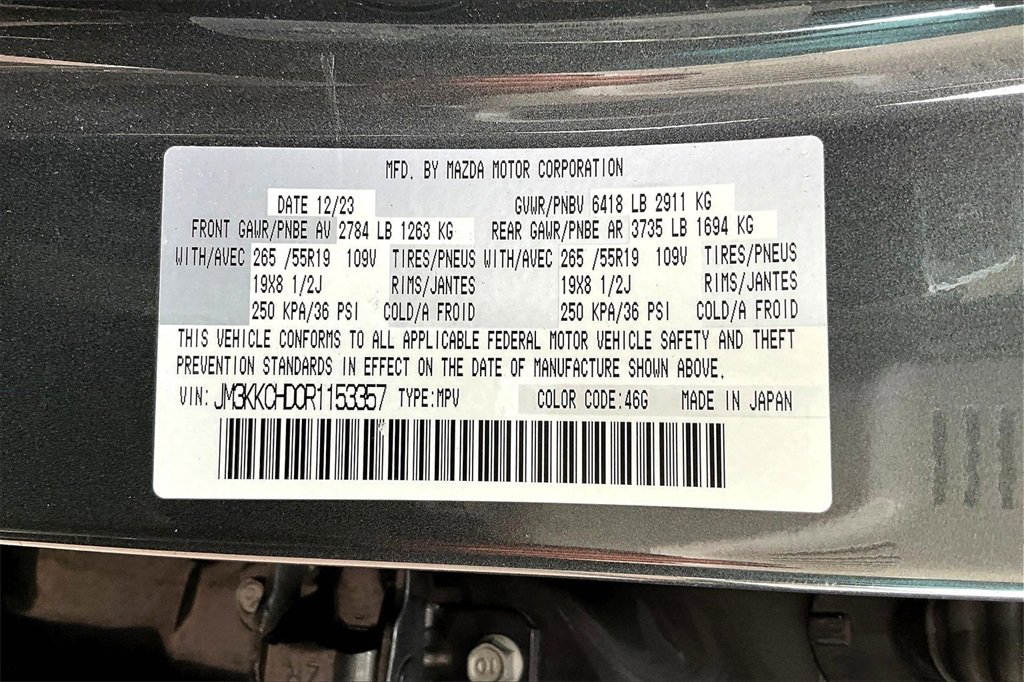 MFD. BY MAZDA MOTOR CORPORATION
DATE 12/23 GVWR/PNBV 6418 LB 2911 KG
FRONT GAWR/PNBE AV 2784 LB 1263 KG REAR GAWR/PNBE AR 3735 LB 1694 KG
WITH/AVEC 265 /55R19 109V TIRES/PNEUS WITH/AVEC 265 /55R19 109V TIRES/PNEUS
19X8 1/2J RIMS/JANTES 19X8 1/2J RIMS/JANTES
250 KPA/36 PSI COLD/A FROID 250 KPA/36 PSI COLD/A FROID
THIS VEHICLE CONFORMS TO ALL APPLICABLE FEDERAL MOTOR VEHICLE SAFETY AND THEFT
PREVENTION STANDARDS IN EFFECT ON THE DATE OF MANUFACTURE SHOWN ABOVE.
VIN: JM3KKCHD0R1153357 TYPE:MPV COLOR CODE:46G MADE IN JAPAN
10